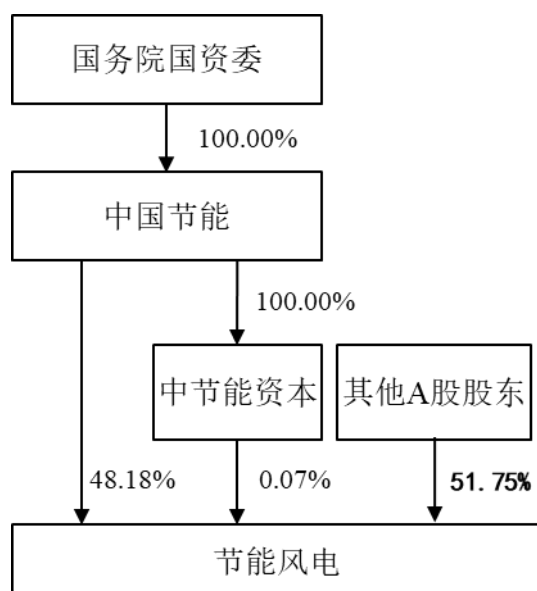 国务院国资委
100.00%
中国节能
100.00%
中节能资本
其他A股股东
48.18%
0.07%
51.75%
节能风电